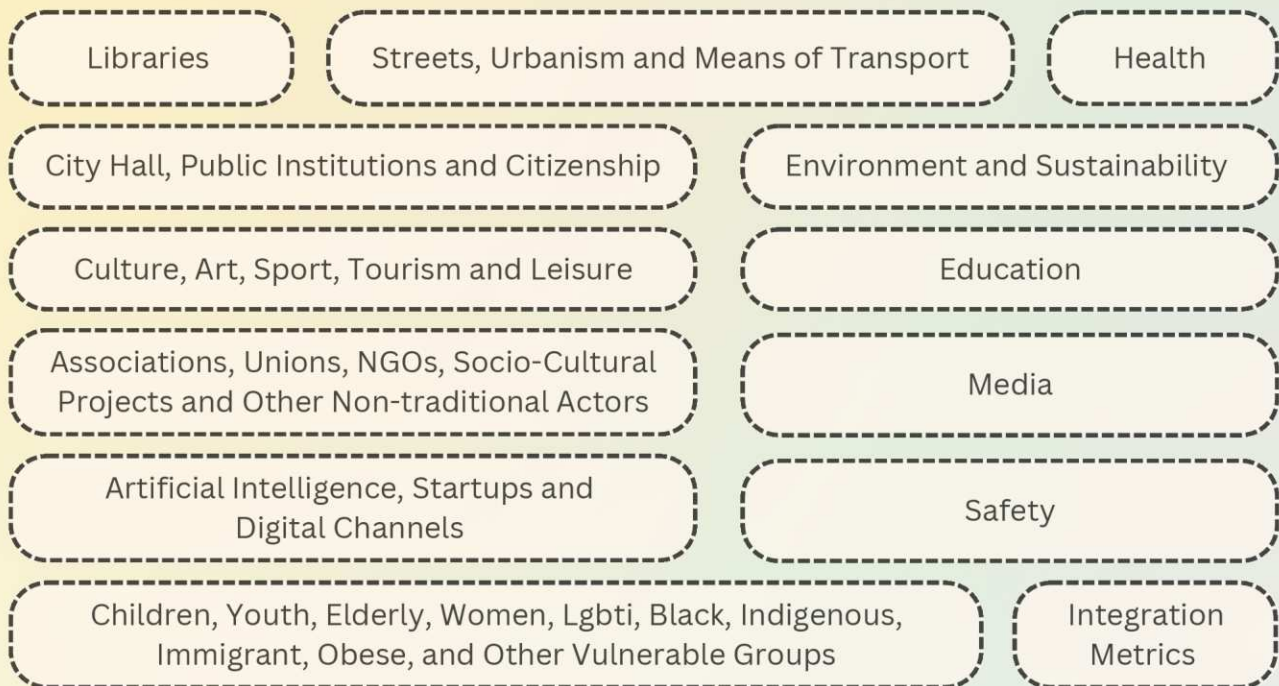 Libraries
Streets, Urbanism and Means of Transport
Health
City Hall, Public Institutions and Citizenship
Environment and Sustainability
Culture, Art, Sport, Tourism and Leisure
Education
Associations, Unions, NGOs, Socio-Cultural
Projects and Other Non-traditional Actors
Media
Artificial Intelligence, Startups and
Digital Channels
Safety
Children, Youth, Elderly, Women, Lgbti, Black, Indigenous,
Immigrant, Obese, and Other Vulnerable Groups
Integration
Metrics